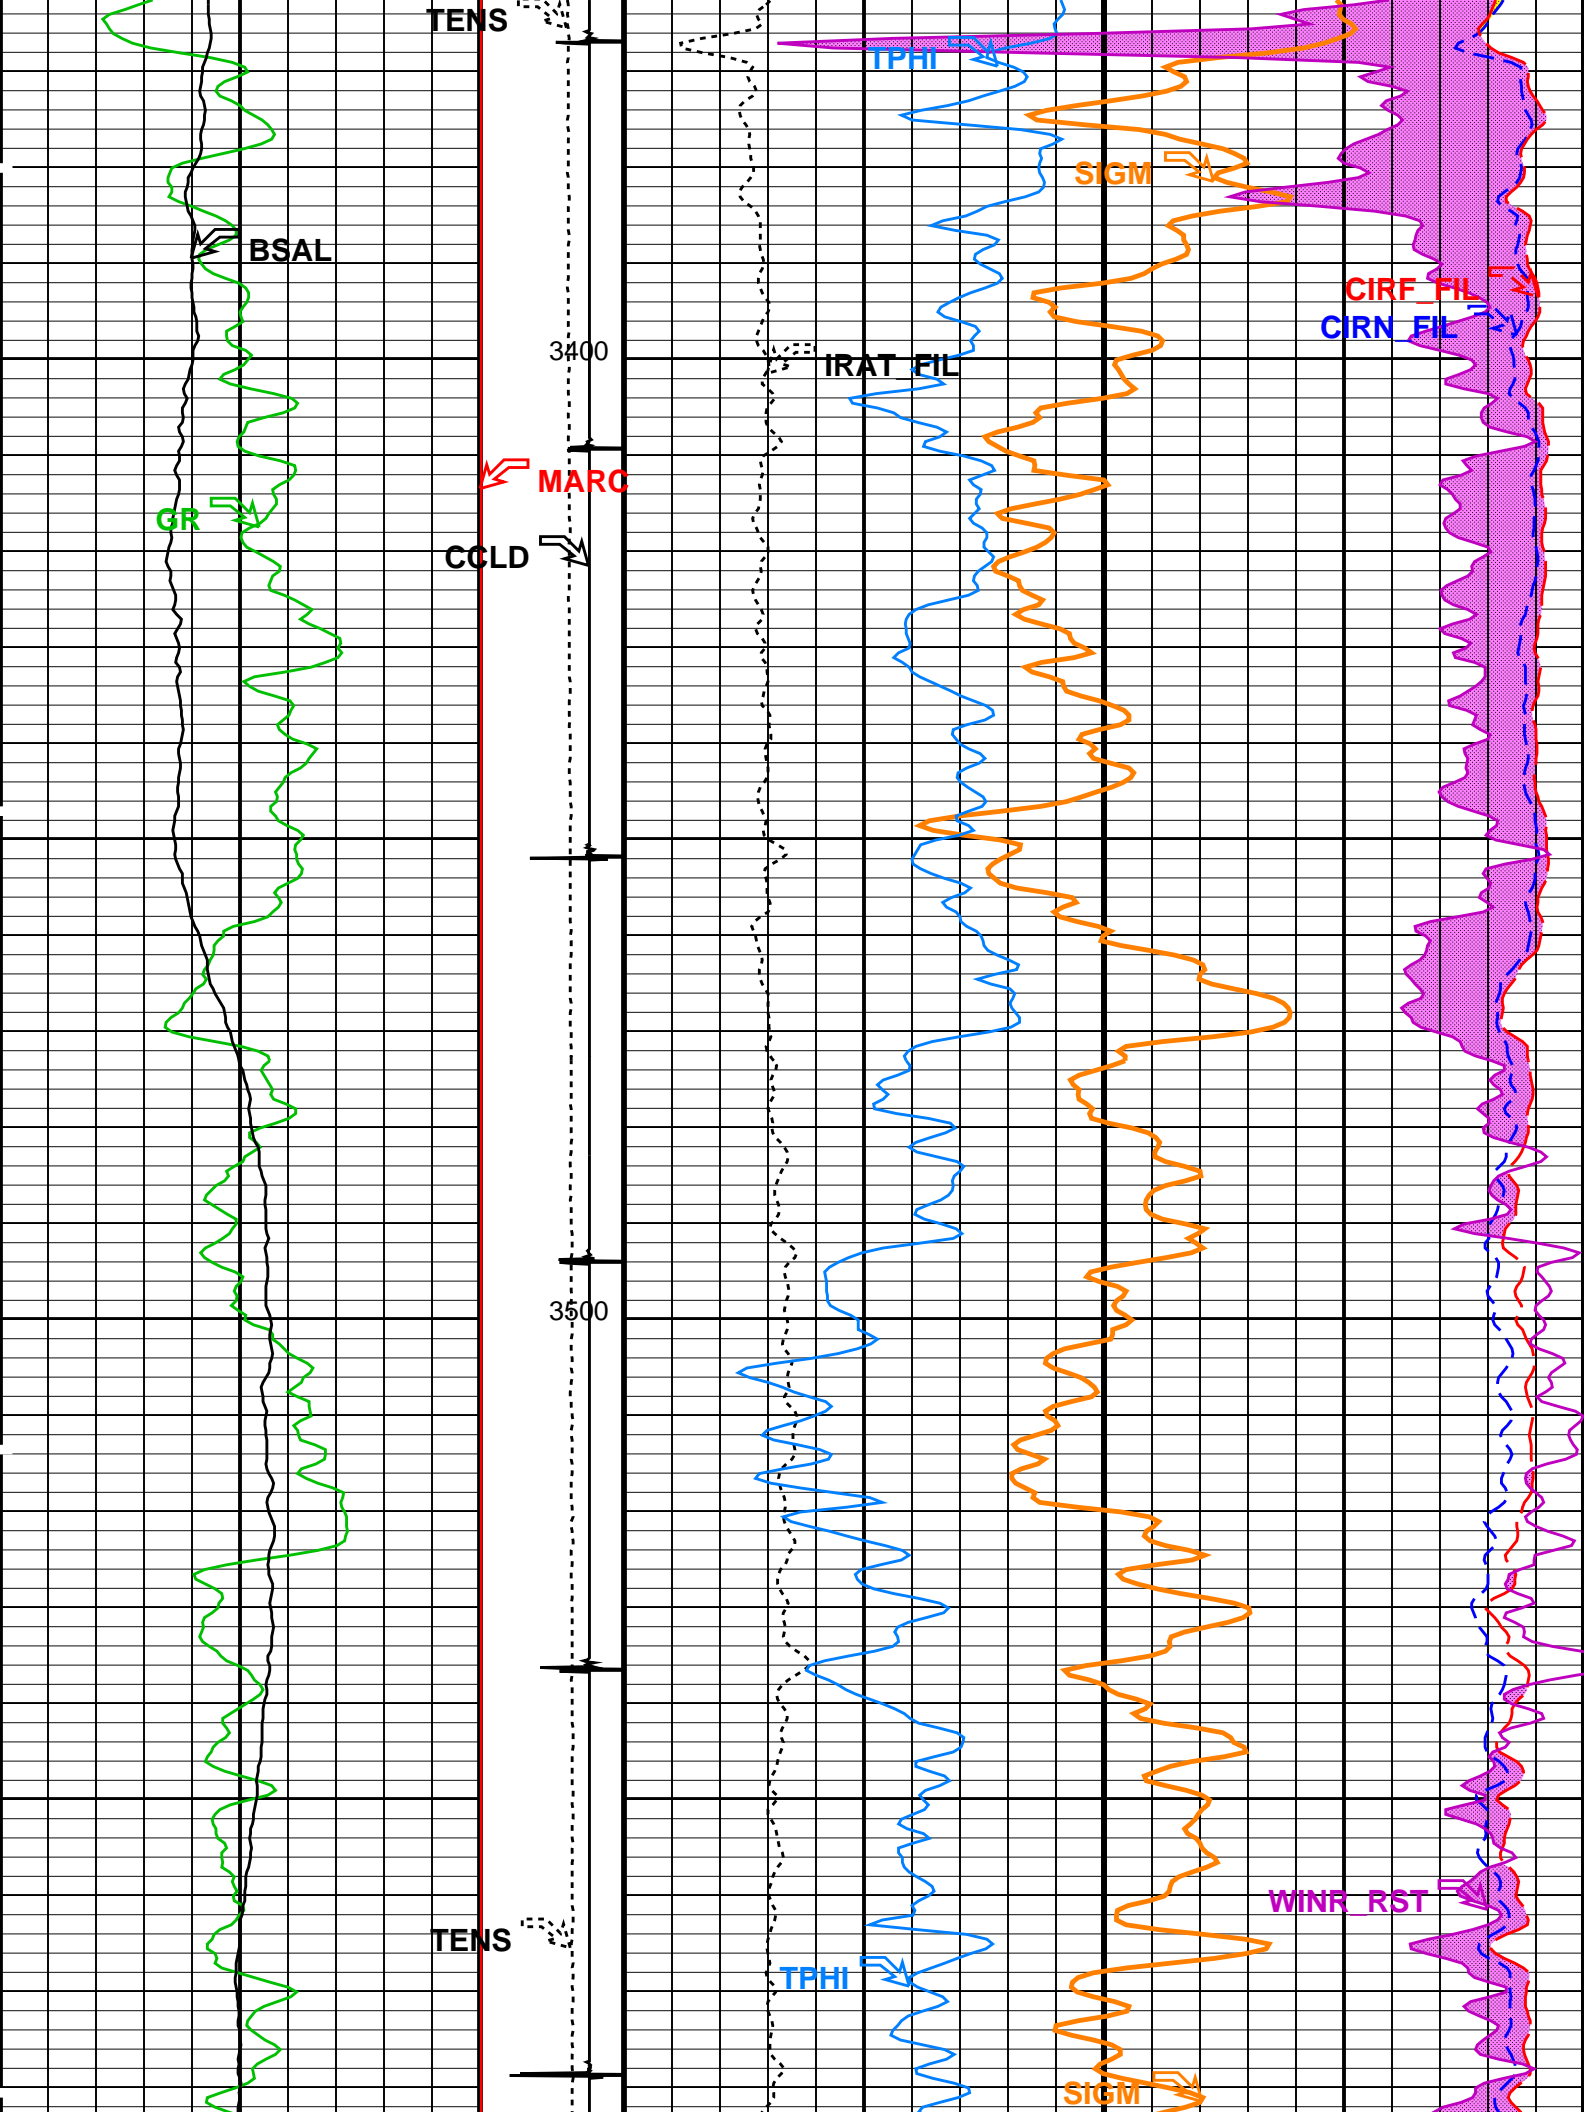 TENS
TPHI
SIGM
BSAL
CIRF_FIL
CIRN_FIL
3400
IRAT_FIL
MARC
GR
CCLD
3500
WINR_RST
TENS
TPHI
SIGM